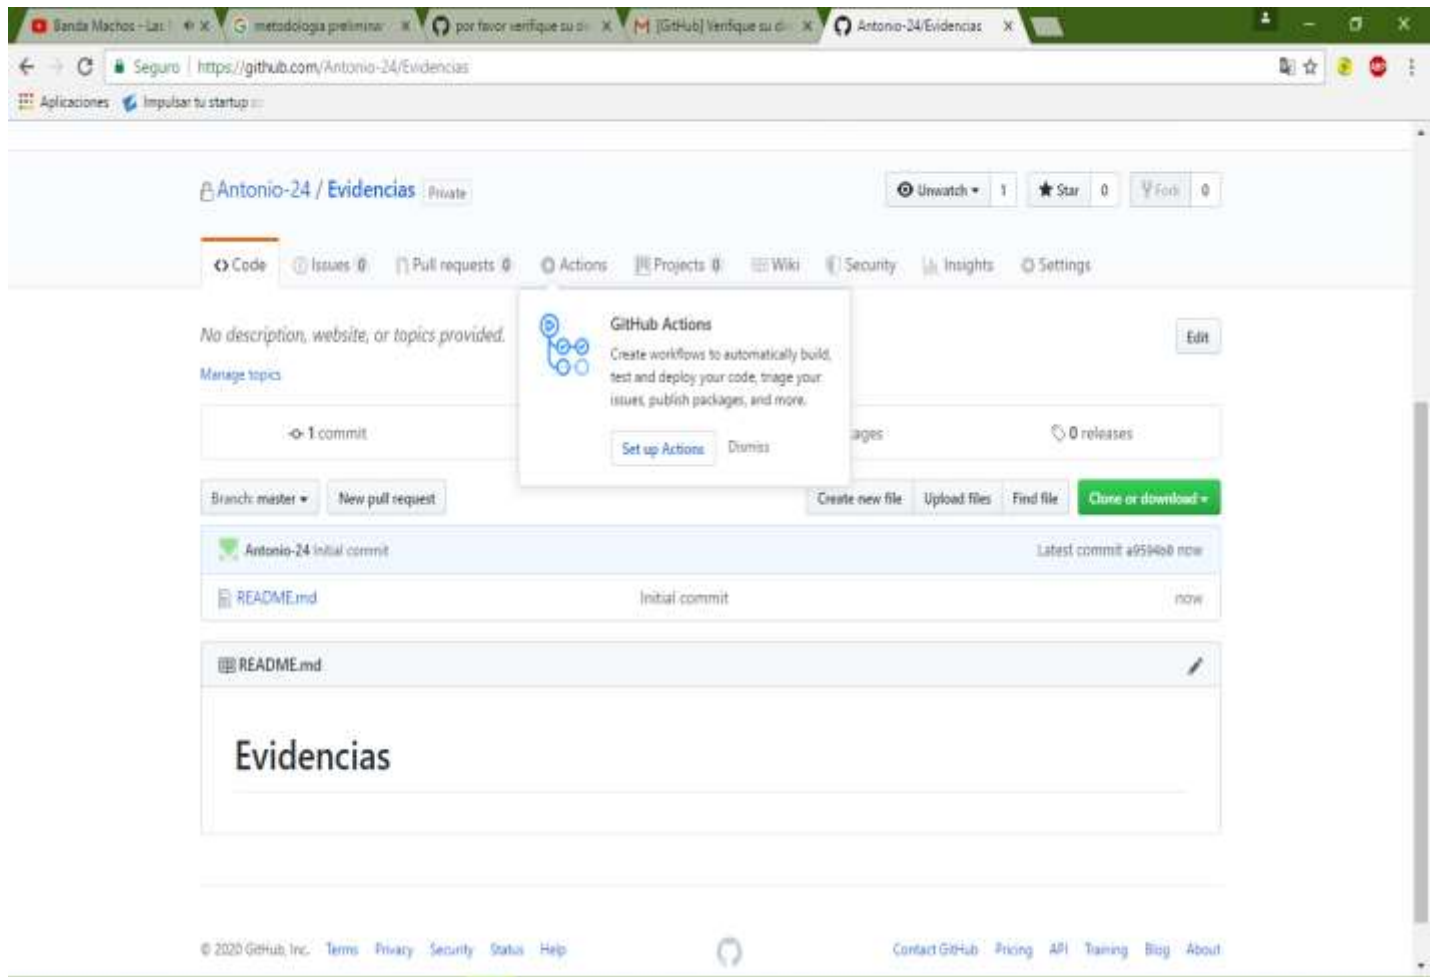 Banda Machos - Las
metodologia preliminar
por favor verifique su di
[GitHub] Verifique su di
Antonio-24/Evidencias
Seguro https://github.com/Antonio-24/Evidencias
Aplicaciones Impulsar tu startup
Antonio-24 / Evidencias Private
Unwatch 1 Star 0 Fork 0
Code Issues 0 Pull requests 0 Actions Projects 0 Wiki Security Insights Settings
GitHub Actions
No description, website, or topics provided.
Edit
Create workflows to automatically build,
test and deploy your code, triage your
issues, publish packages, and more.
Manage topics
Set up Actions Dismiss
1 commit
ages
0 releases
Branch: master New pull request Create new file Upload files Find file Clone or download
Antonio-24 Initial commit Latest commit now
README.md Initial commit now
README.md
Evidencias
© 2020 GitHub, Inc. Terms Privacy Security Status Help Contact GitHub Pricing API Training Blog About